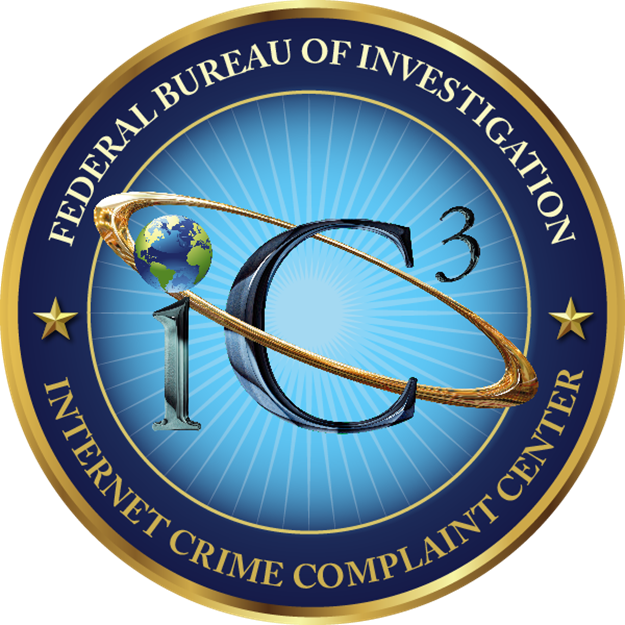 FEDERAL BUREAU OF INVESTIGATION
iC3
INTERNET CRIME COMPLAINT CENTER